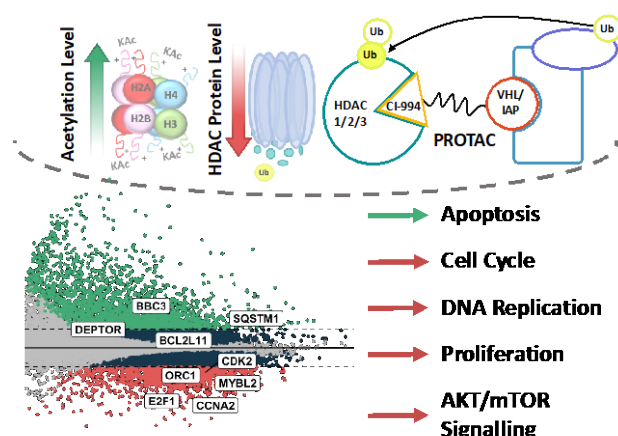 Acetylation Level
KAc KAc
H2A
H4
H2B
H3
KAc KAc
HDAC Protein Level
Ub
Ub
Ub
HDAC
1/2/3
CI-994
PROTAC
VHL/
IAP
Ub
BBC3
SQSTM1
DEPTOR
BCL2L11
CDK2
ORC1
MYBL2
E2F1
CCNA2
Apoptosis
Cell Cycle
DNA Replication
Proliferation
AKT/mTOR
Signalling